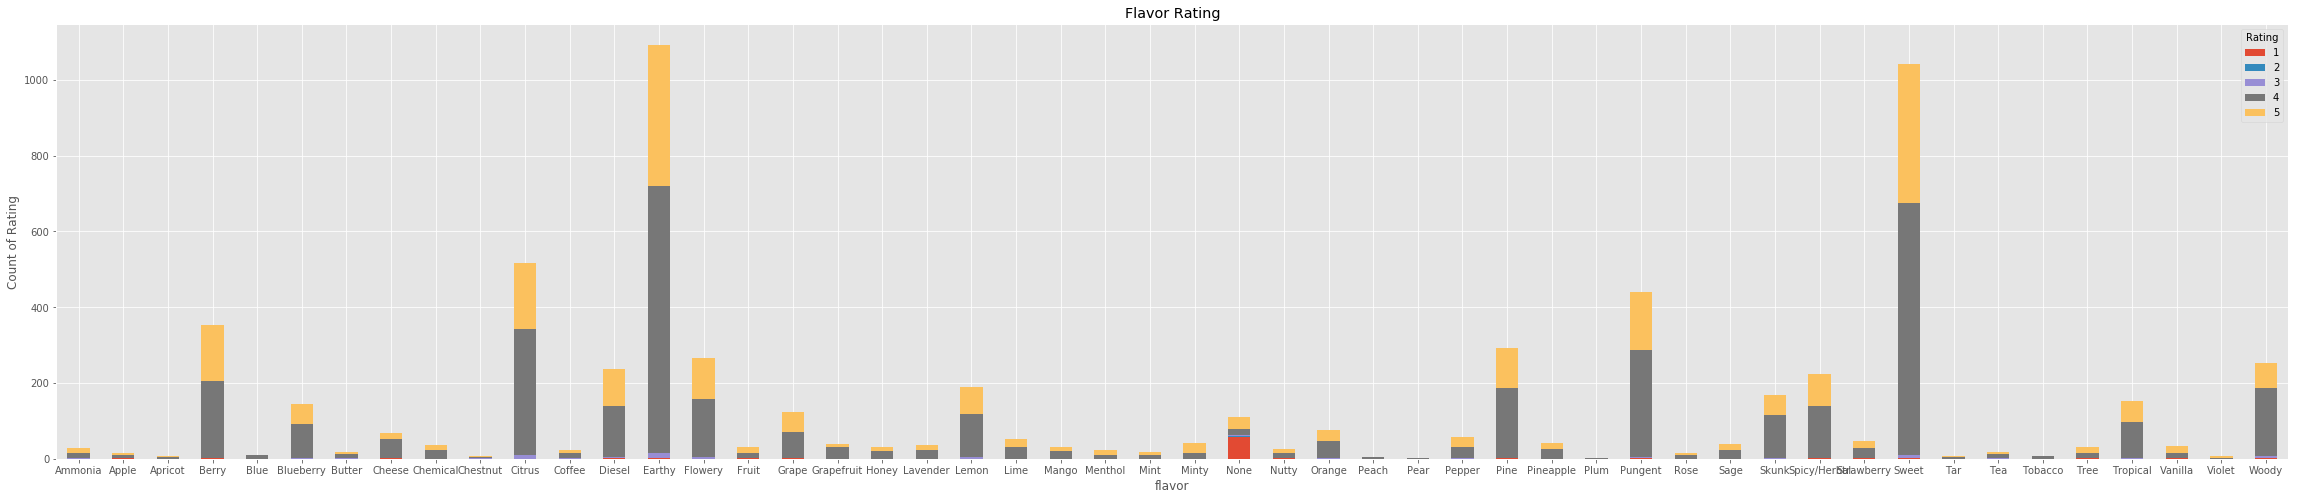 Flavor Rating
Rating
1
2
3
4
5
Count of Rating
1000
800
600
400
200
0
Ammonia Apple Apricot Berry Blue Blueberry Butter Cheese Chemical Chestnut Citrus Coffee Diesel Earthy Flowery Fruit Grape Grapefruit Honey Lavender Lemon Lime Mango Menthol Mint Minty None Nutty Orange Peach Pear Pepper Pine Pineapple Plum Pungent Rose Sage Skunk Spicy/Herbal Strawberry Sweet Tar Tea Tobacco Tree Tropical Vanilla Violet Woody
flavor